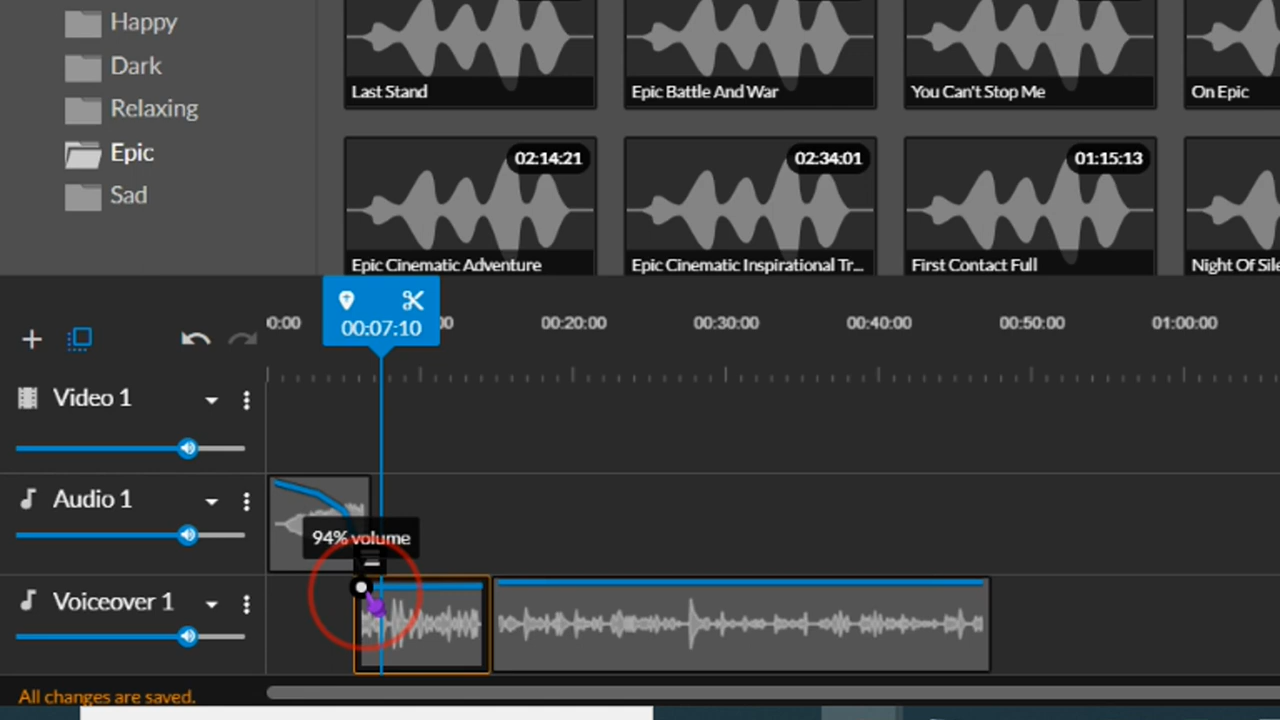 Happy
Dark
Relaxing
Epic
Sad
Last Stand
Epic Battle And War
You Can't Stop Me
On Epic
02:14:21
02:34:01
01:15:13
Epic Cinematic Adventure
Epic Cinematic Inspirational Tr...
First Contact Full
Night Of Sile
00:07:10
0:00
00
00:20:00
00:30:00
00:40:00
00:50:00
01:00:00
Video 1
Audio 1
94% volume
Voiceover 1
All changes are saved.